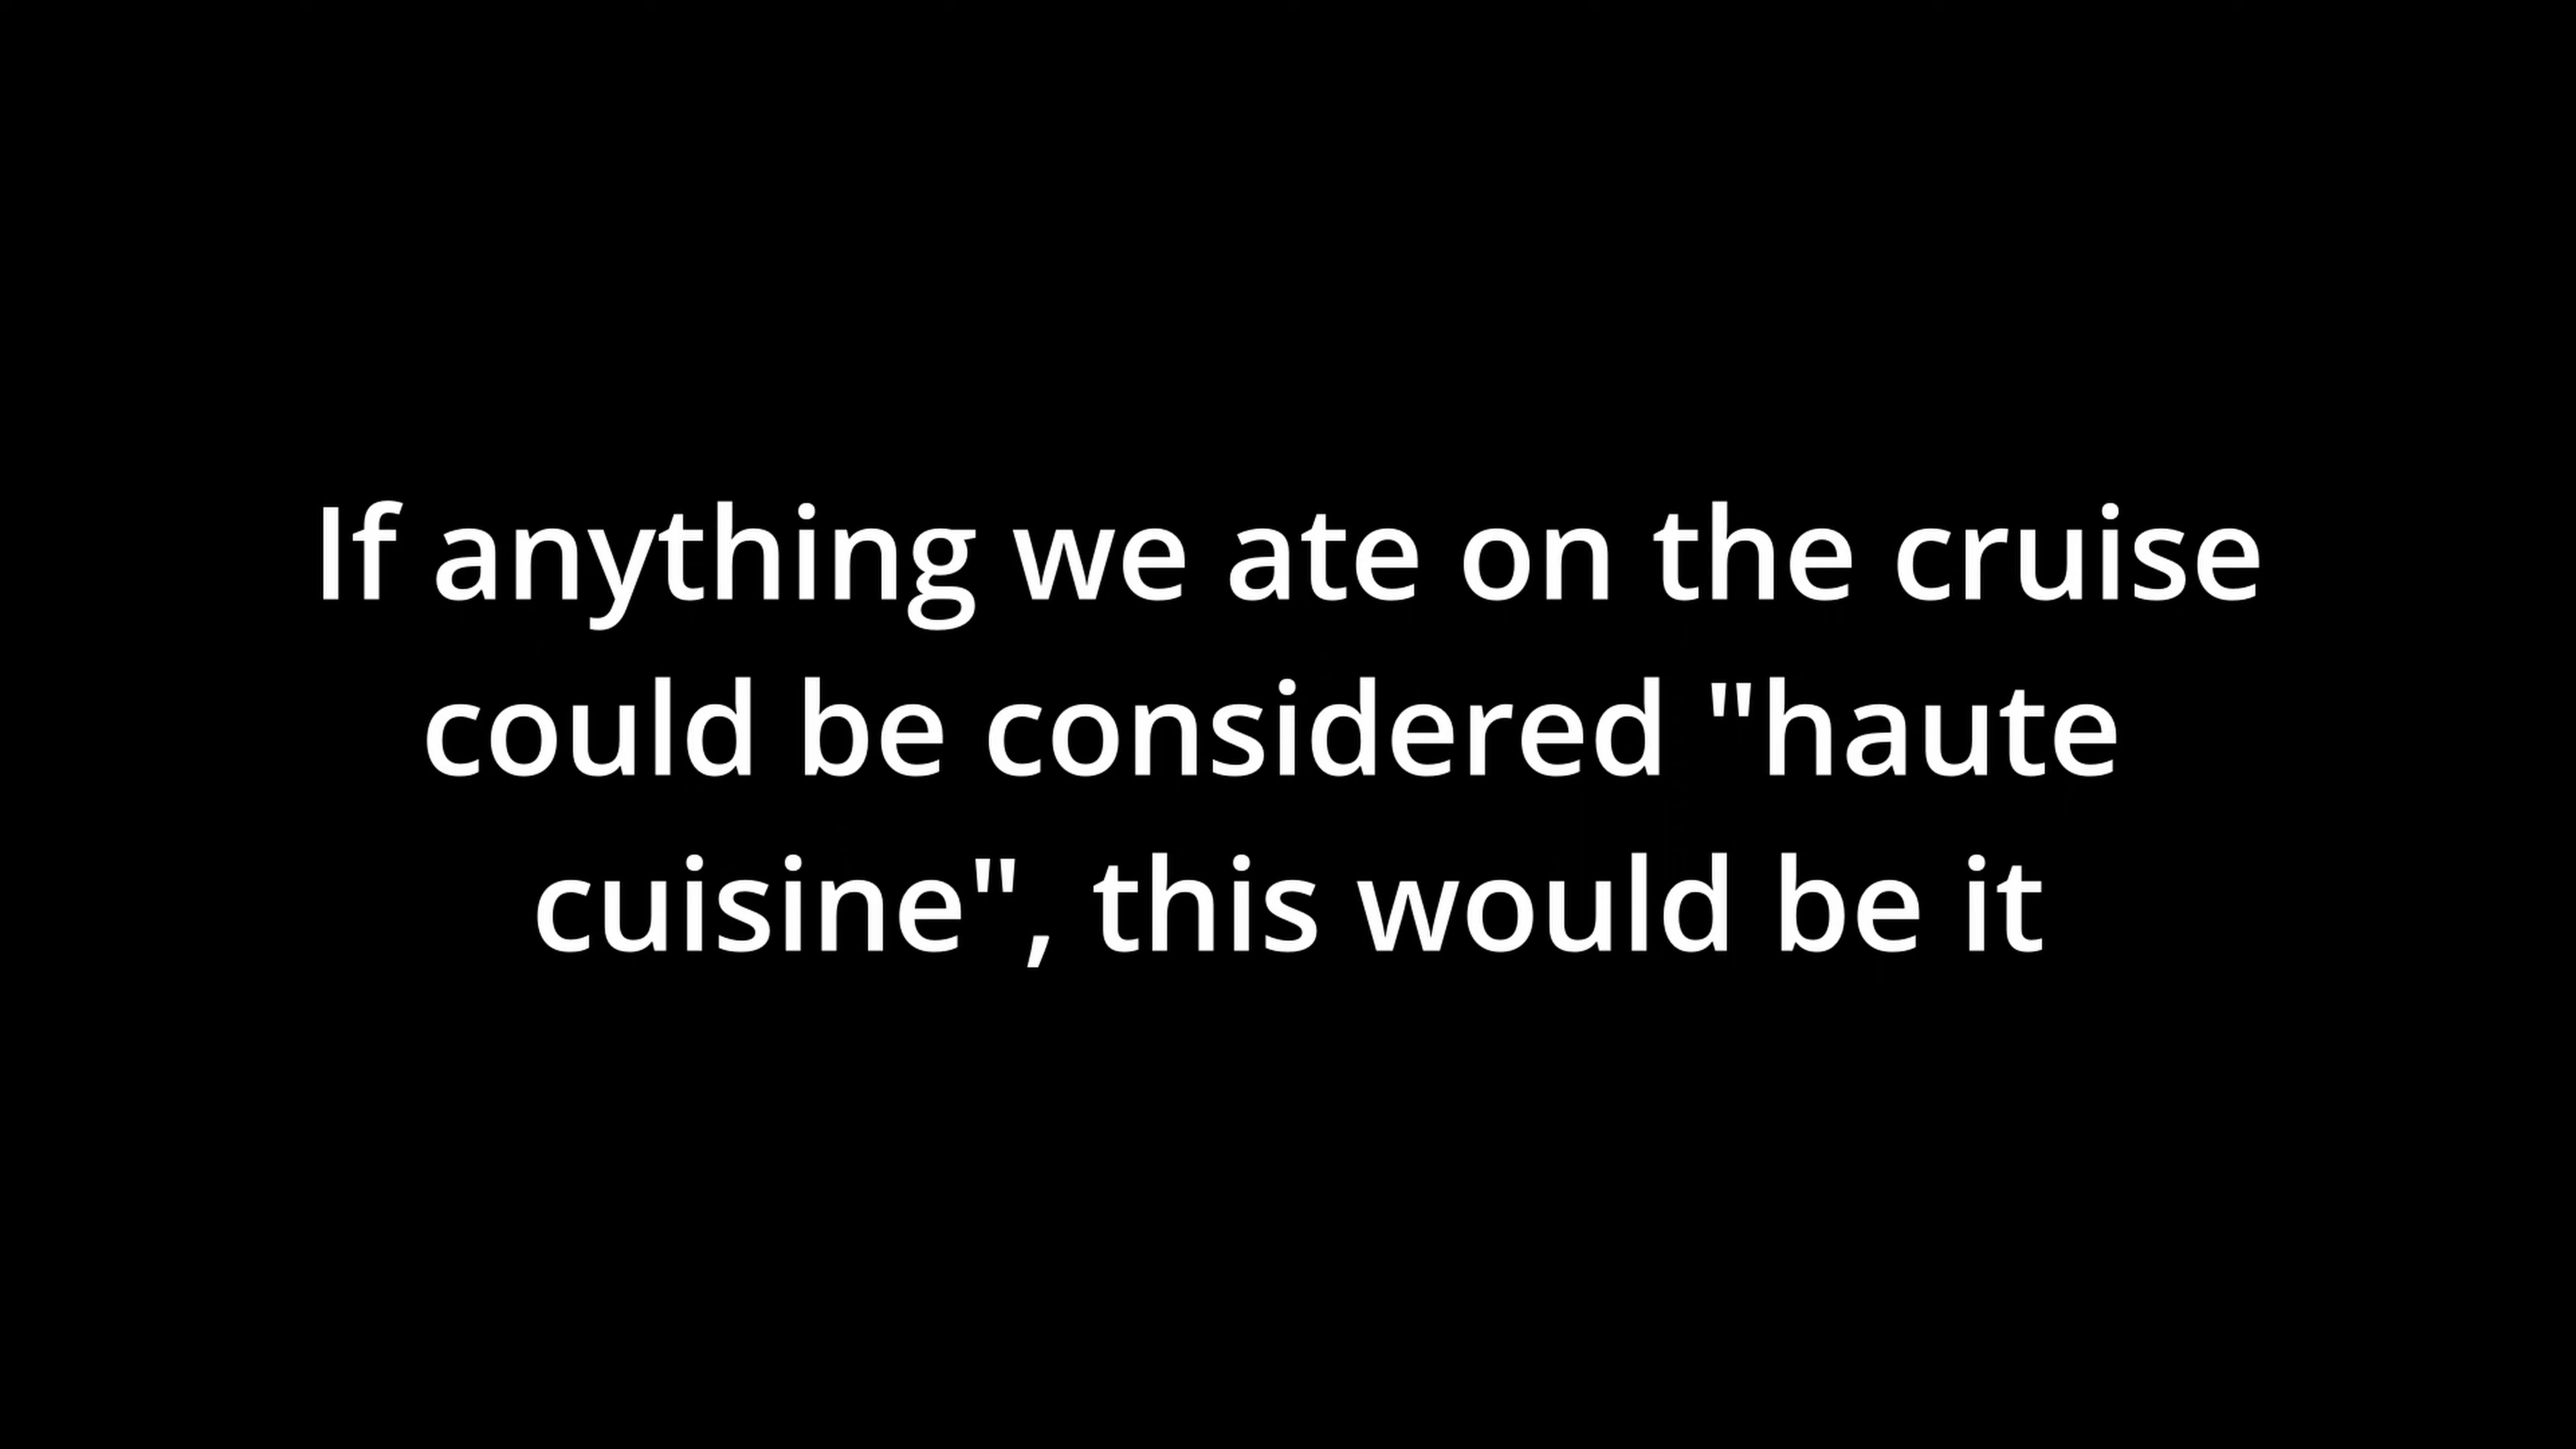 If anything we ate on the cruise
could be considered "haute
cuisine", this would be it